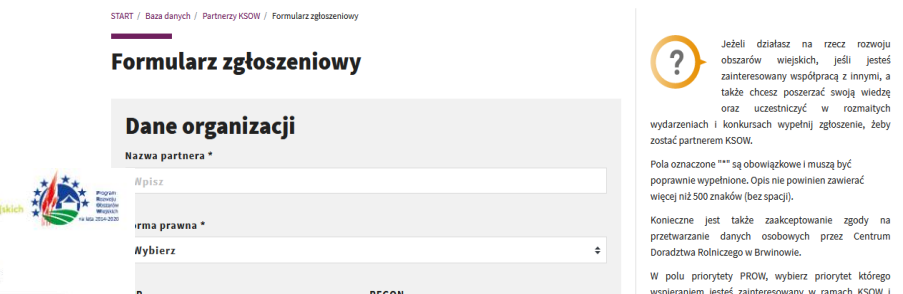 START / Baza danych / Partnerzy KSOW / Formularz zgłoszeniowy
Formularz zgłoszeniowy
Dane organizacji
Nazwa partnera *
Wpisz
Wybierz
REGON
Program
Rozwoju
Obszarów
Wiejskich
na lata 2014-2020
?
Jeżeli działasz na rzecz rozwoju
obszarów wiejskich, jeśli jesteś
zainteresowany współpracą z innymi, a
także chcesz poszerzać swoją wiedzę
oraz uczestniczyć w rozmaitych
wydarzeniach i konkursach wypełnij zgłoszenie, żeby
zostać partnerem KSOW.
Pola oznaczone "*" są obowiązkowe i muszą być
poprawnie wypełnione. Opis nie powinien zawierać
więcej niż 500 znaków (bez spacji).
Konieczne jest także zaakceptowanie zgody na
przetwarzanie danych osobowych przez Centrum
Doradztwa Rolniczego w Brwinowie.
W polu priorytety PROW, wybierz priorytet którego
wspieraniem jesteś zainteresowany w ramach KSOW i